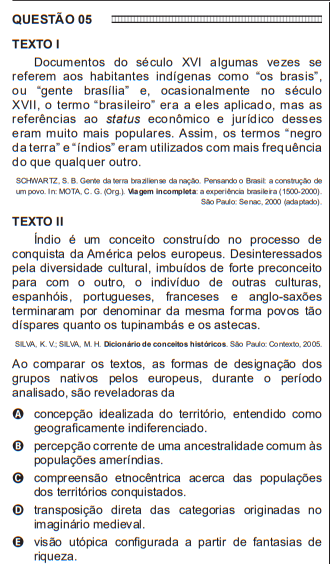 QUESTÃO 05
TEXTO I
Documentos do século XVI algumas vezes se
referem aos habitantes indígenas como “os brasis”,
ou “gente brasília” e, ocasionalmente no século
XVII, o termo “brasileiro” era a eles aplicado, mas as
referências ao status econômico e jurídico desses
eram muito mais populares. Assim, os termos “negro
da terra” e “índios” eram utilizados com mais frequência
do que qualquer outro.
SCHWARTZ, S. B. Gente da terra braziliense da nação. Pensando o Brasil: a construção de
um povo. In: MOTA, C. G. (Org.). Viagem incompleta: a experiência brasileira (1500-2000).
São Paulo: Senac, 2000 (adaptado).
TEXTO II
Índio é um conceito construído no processo de
conquista da América pelos europeus. Desinteressados
pela diversidade cultural, imbuídos de forte preconceito
para com o outro, o indivíduo de outras culturas,
espanhóis, portugueses, franceses e anglo-saxões
terminaram por denominar da mesma forma povos tão
díspares quanto os tupinambás e os astecas.
SILVA, K. V.; SILVA, M. H. Dicionário de conceitos históricos. São Paulo: Contexto, 2005.
Ao comparar os textos, as formas de designação dos
grupos nativos pelos europeus, durante o período
analisado, são reveladoras da
A concepção idealizada do território, entendido como
geograficamente indiferenciado.
B percepção corrente de uma ancestralidade comum às
populações ameríndias.
C compreensão etnocêntrica acerca das populações
dos territórios conquistados.
D transposição direta das categorias originadas no
imaginário medieval.
E visão utópica configurada a partir de fantasias de
riqueza.